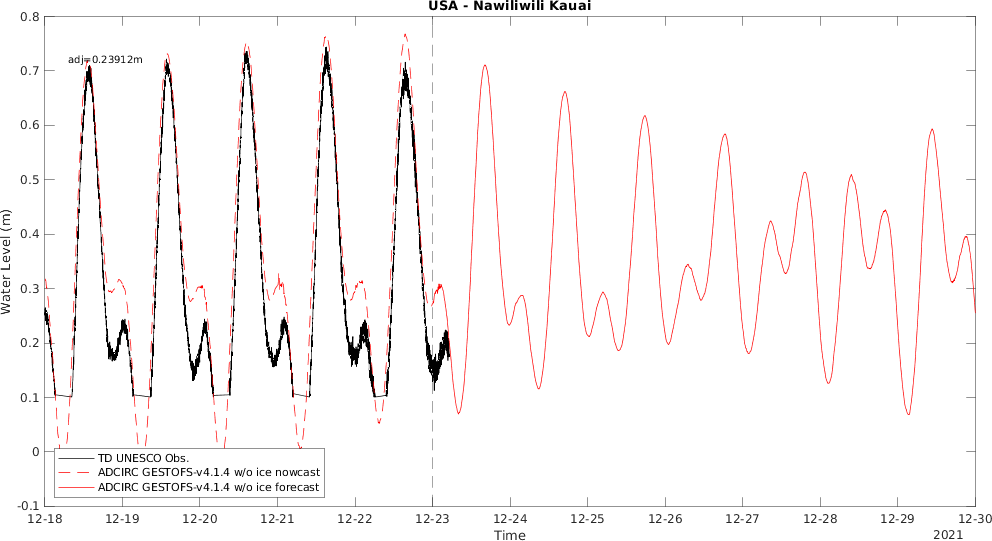 USA - Nawiliwili Kauai
0.8
0.7
0.6
0.5
0.4
0.3
0.2
0.1
0
-0.1
Water Level (m)
adj=0.23912m
TD UNESCO Obs.
ADCIRC GESTOFS-v4.1.4 w/o ice nowcast
ADCIRC GESTOFS-v4.1.4 w/o ice forecast
12-18 12-19 12-20 12-21 12-22 12-23 12-24 12-25 12-26 12-27 12-28 12-29 12-30
Time
2021